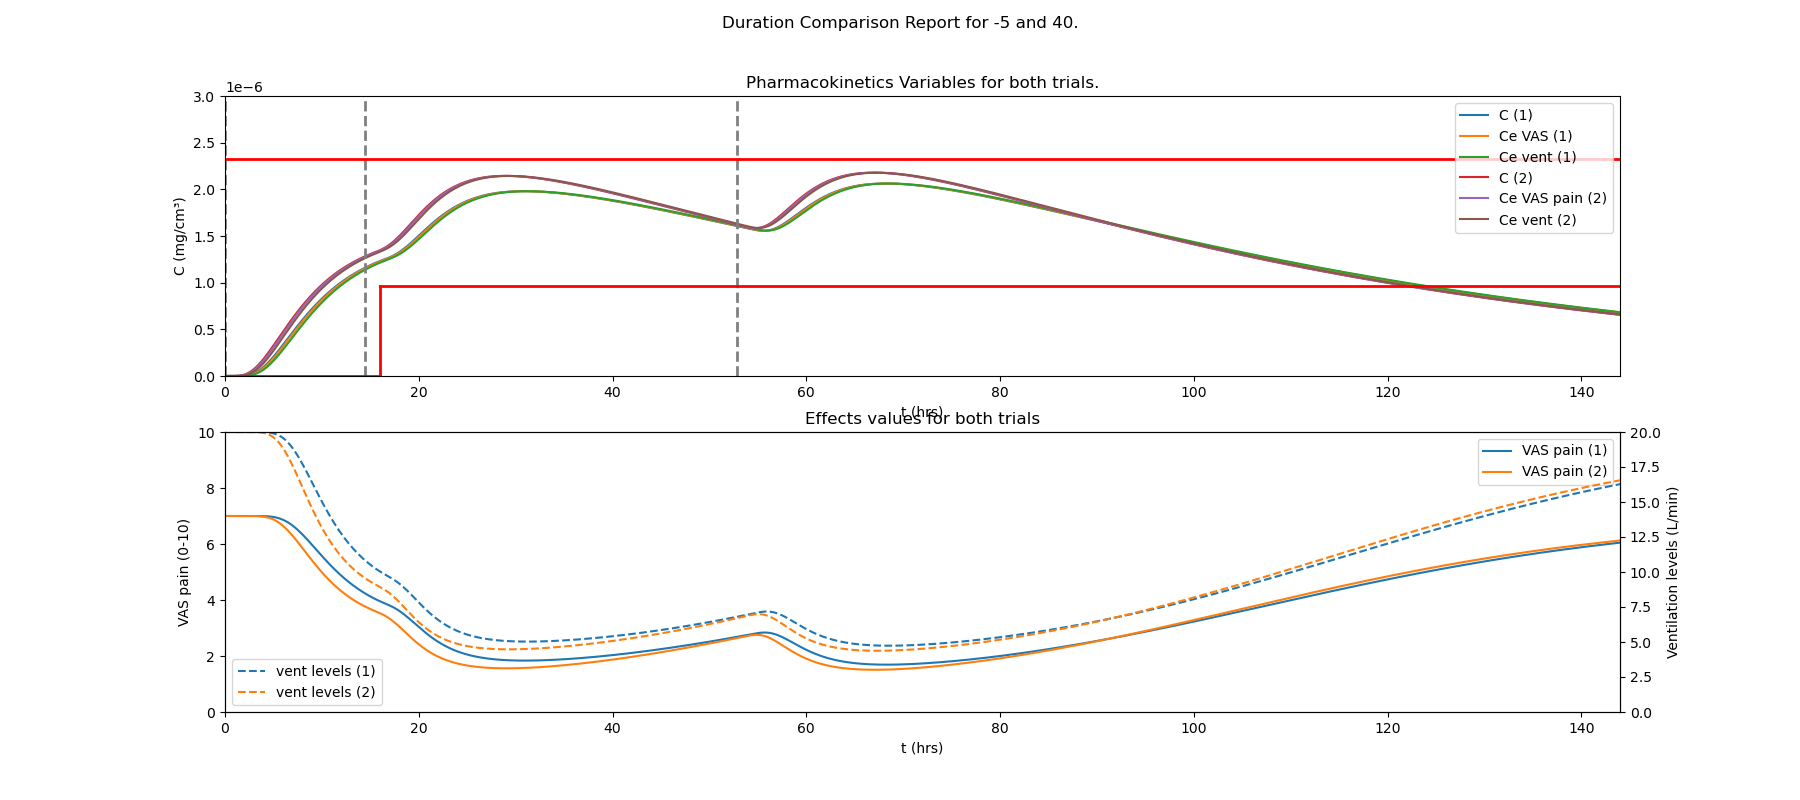 Duration Comparison Report for -5 and 40.
Pharmacokinetics Variables for both trials.
1e−6
3.0
2.5
2.0
1.5
1.0
0.5
0.0
C (mg/cm³)
C (1)
Ce VAS (1)
Ce vent (1)
C (2)
Ce VAS pain (2)
Ce vent (2)
0 20 40 60 80 100 120 140
t (hrs)
Effects values for both trials
10
8
6
4
2
0
VAS pain (0-10)
VAS pain (1)
VAS pain (2)
vent levels (1)
vent levels (2)
20.0
17.5
15.0
12.5
10.0
7.5
5.0
2.5
0.0
Ventilation levels (L/min)
0 20 40 60 80 100 120 140
t (hrs)